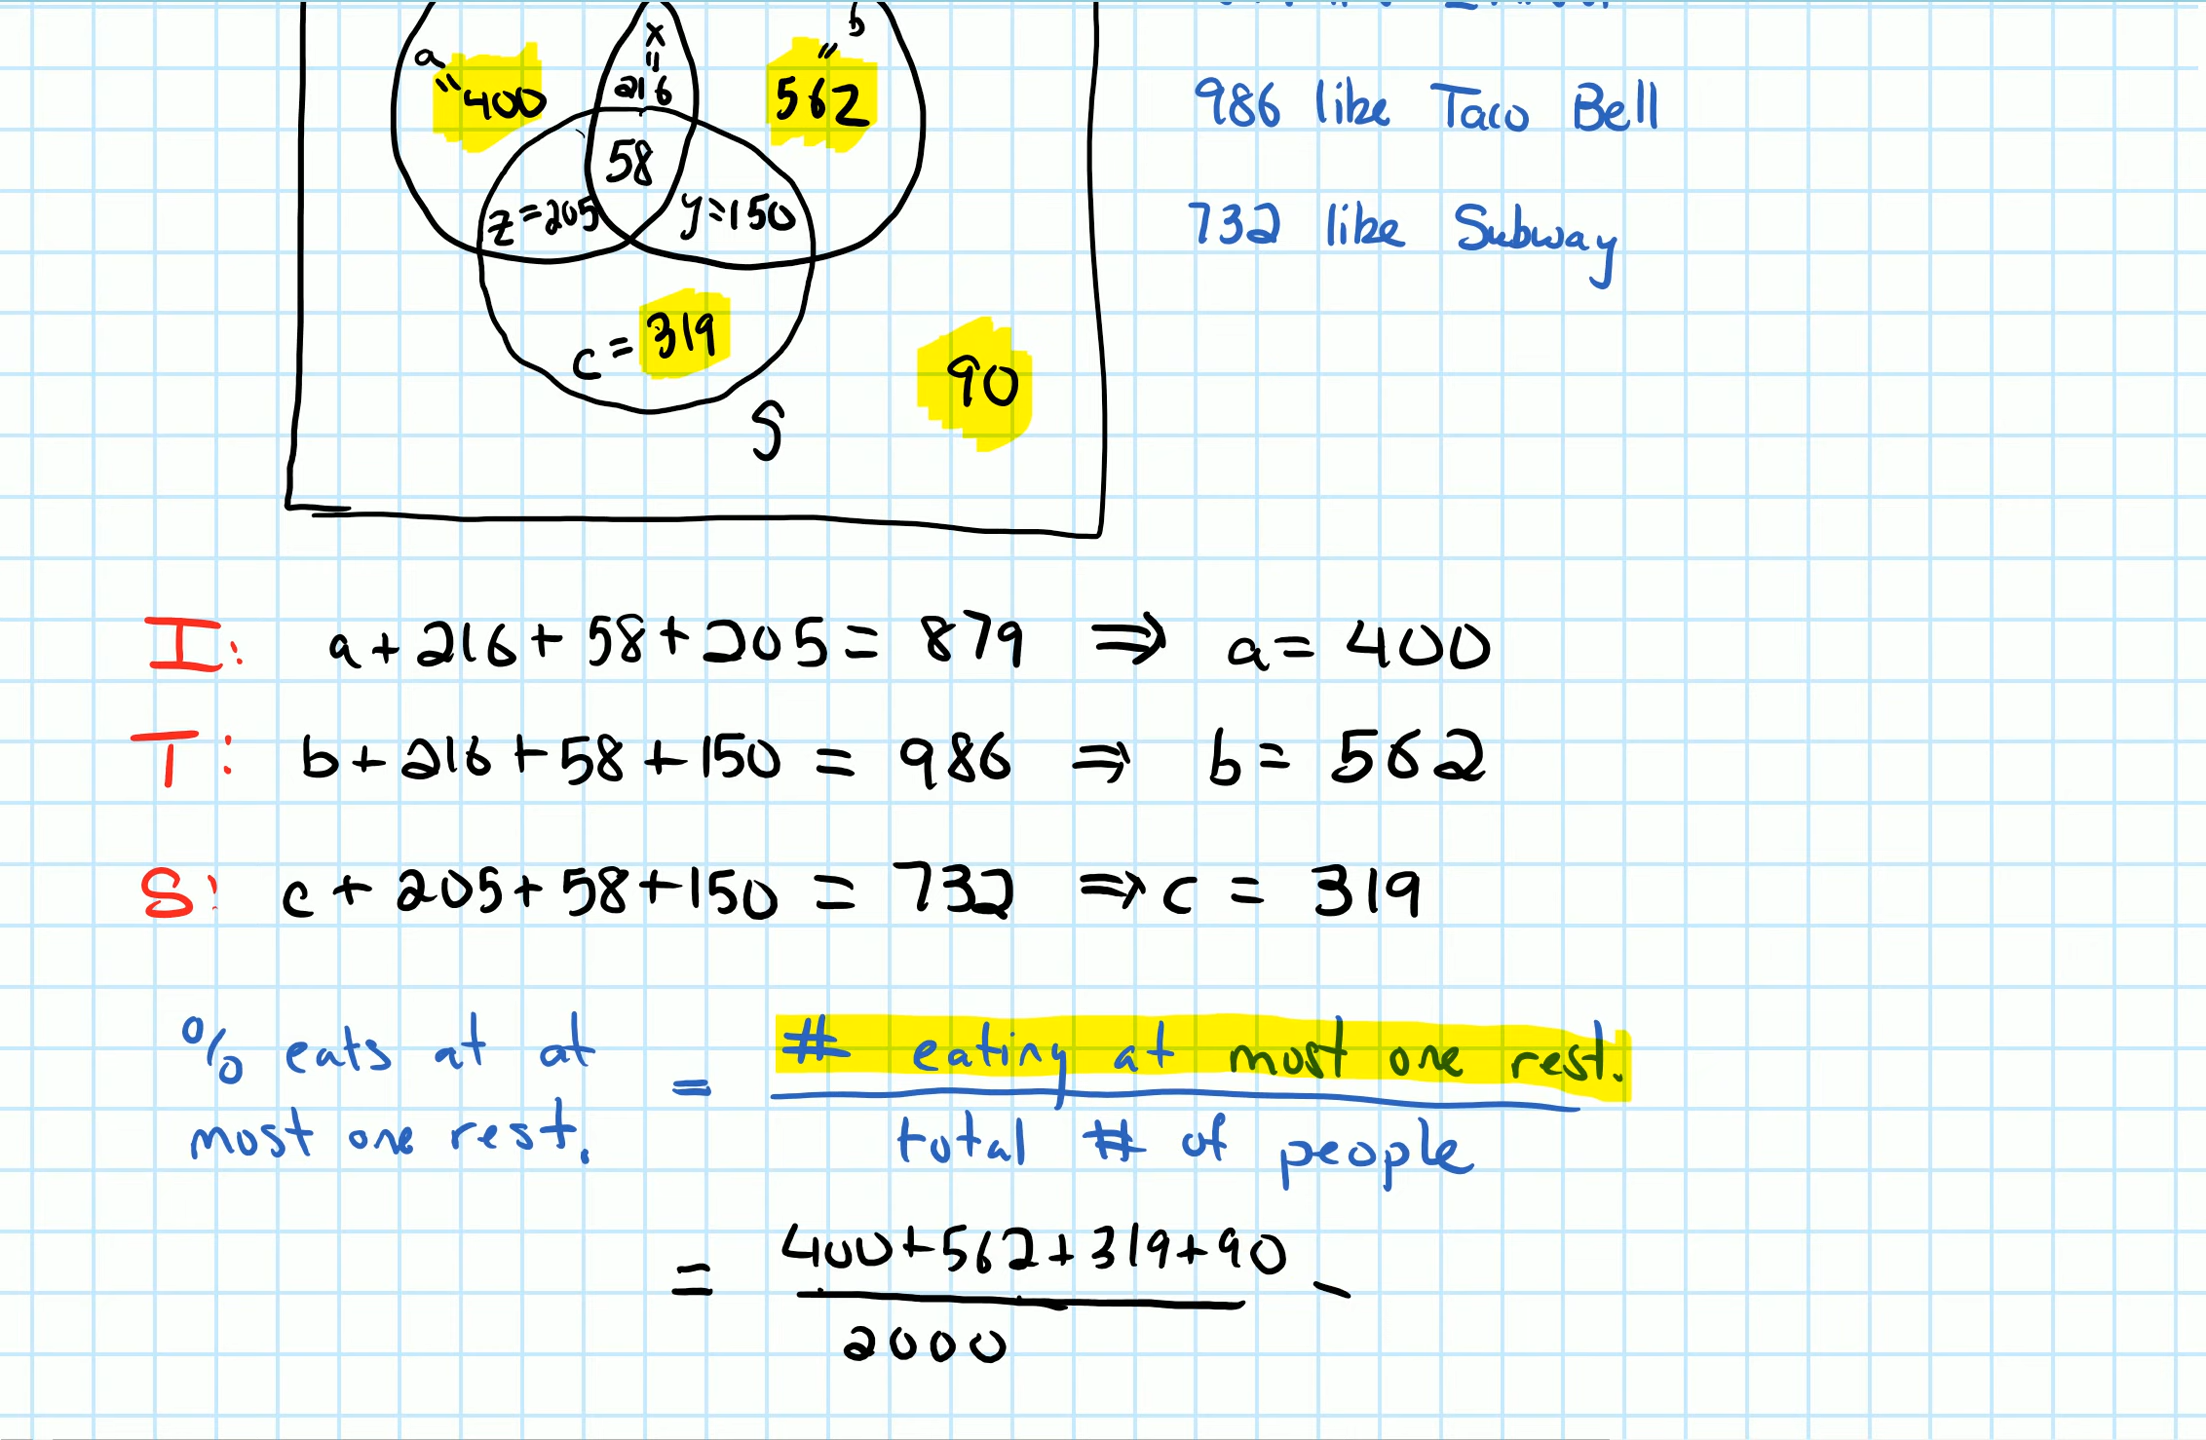 x
b
a
=
=
=
400
216
562
986 like Taco Bell
58
z=205
y=150
732 like Subway
c = 319
90
S
I: a+216+58+205= 879 ⇒ a= 400
T: b+216+58+150 = 986 ⇒ b= 562
S: c+ 205+58+150 = 732 ⇒ c = 319
% eats at at
most one rest.
=
# eating at most one rest.
total # of people
=
400+562+319+90
2000